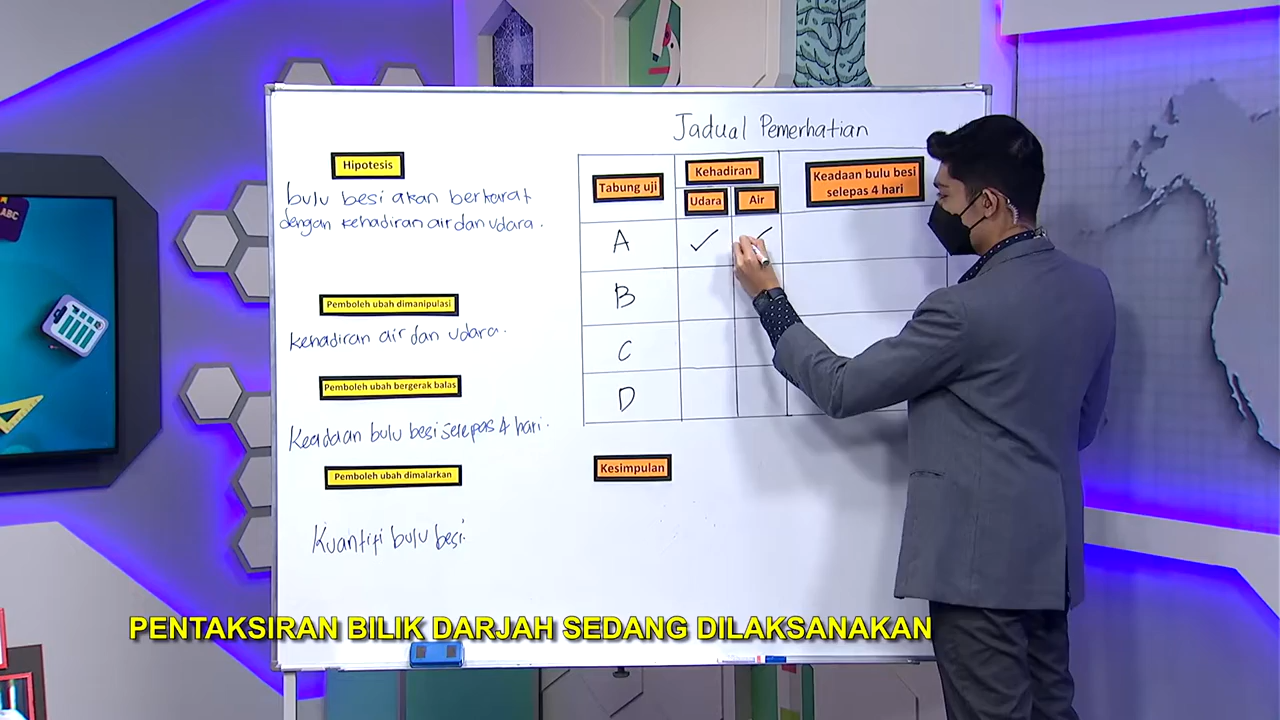 Jadual Pemerhatian
Hipotesis
bulu besi akan berkarat
dengan kehadiran air dan udara.
Pemboleh ubah dimanipulasi
kehadiran air dan udara.
Pemboleh ubah bergerak balas
Keadaan bulu besi selepas 4 hari.
Pemboleh ubah dimalarkan
Kuantiti bulu besi.
Tabung uji
Kehadiran
Udara
Air
Keadaan bulu besi
selepas 4 hari
A ✓ ✓
B
C
D
Kesimpulan
ABC
PENTAKSIRAN BILIK DARJAH SEDANG DILAKSANAKAN